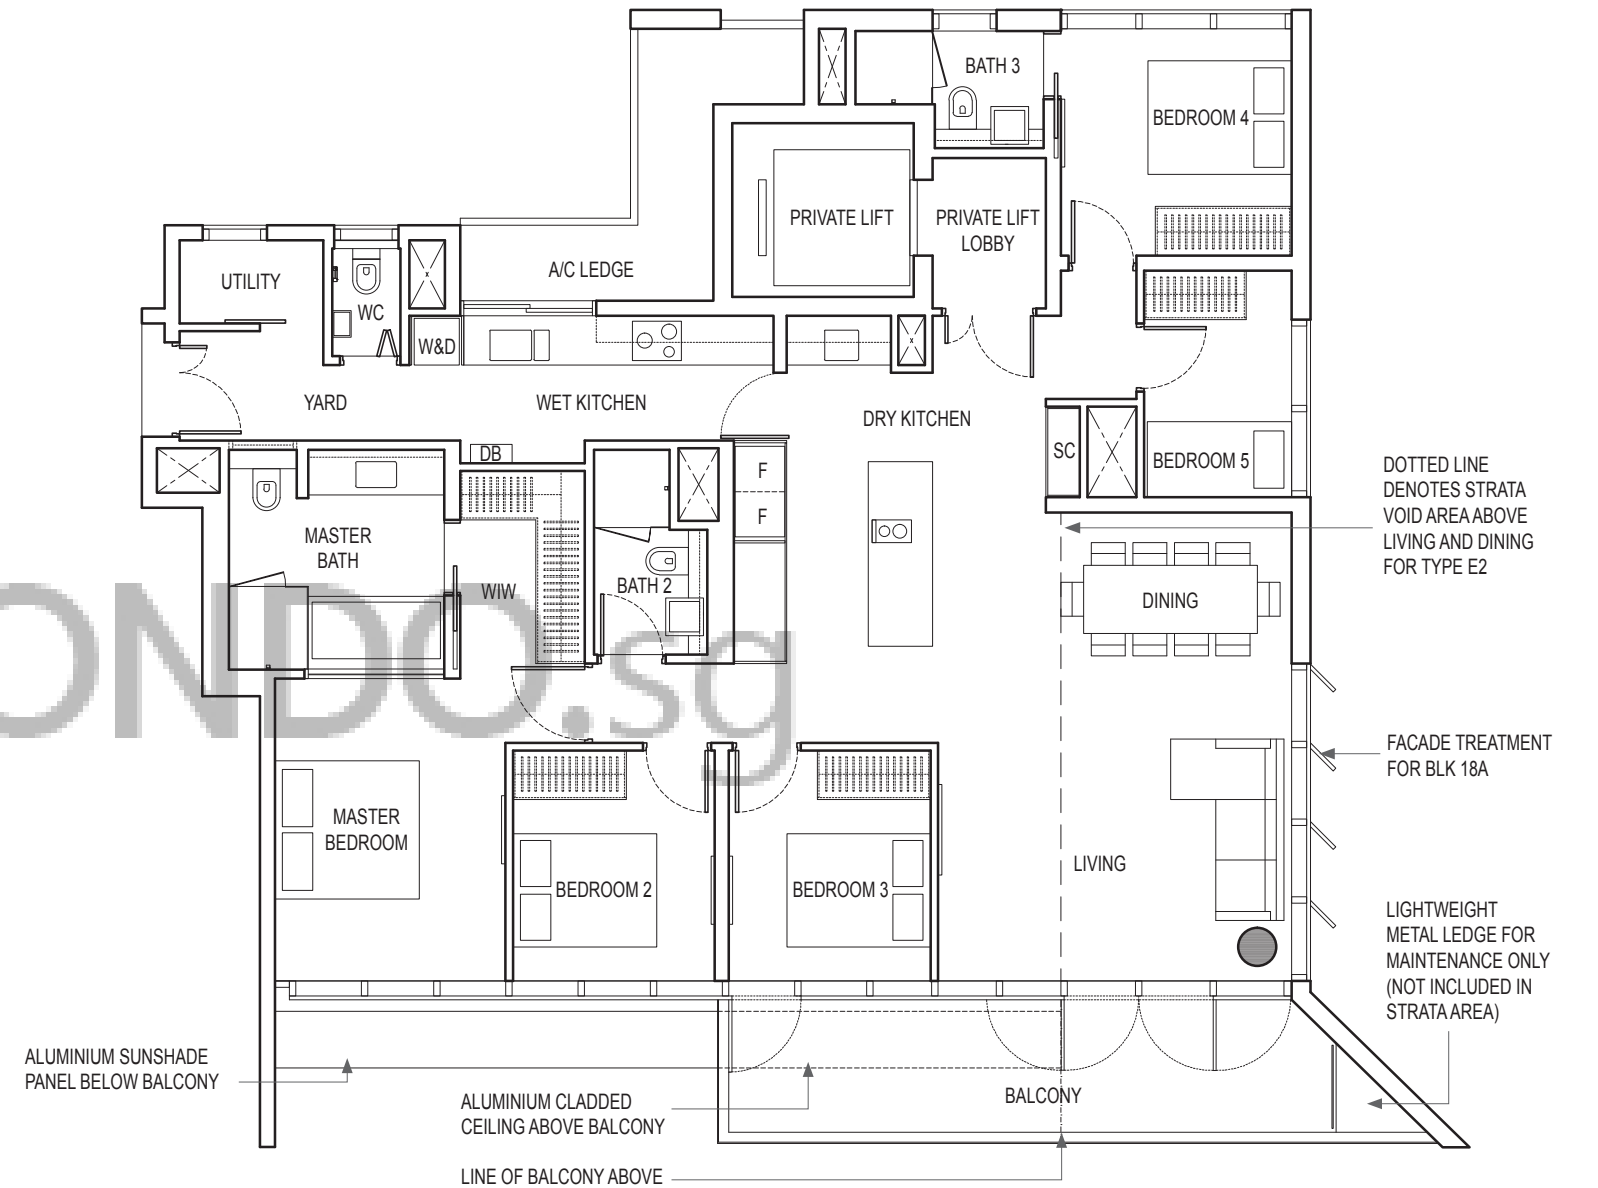 BATH 3
BEDROOM 4
PRIVATE LIFT
PRIVATE LIFT
LOBBY
A/C LEDGE
UTILITY
WC
W&D
YARD
WET KITCHEN
DRY KITCHEN
DB
SC
BEDROOM 5
F
F
MASTER
BATH
WIW
BATH 2
DINING
DOTTED LINE
DENOTES STRATA
VOID AREA ABOVE
LIVING AND DINING
FOR TYPE E2
ONDO.sg
FACADE TREATMENT
FOR BLK 18A
MASTER
BEDROOM
BEDROOM 2
BEDROOM 3
LIVING
LIGHTWEIGHT
METAL LEDGE FOR
MAINTENANCE ONLY
(NOT INCLUDED IN
STRATA AREA)
ALUMINIUM SUNSHADE
PANEL BELOW BALCONY
BALCONY
ALUMINIUM CLADDED
CEILING ABOVE BALCONY
LINE OF BALCONY ABOVE